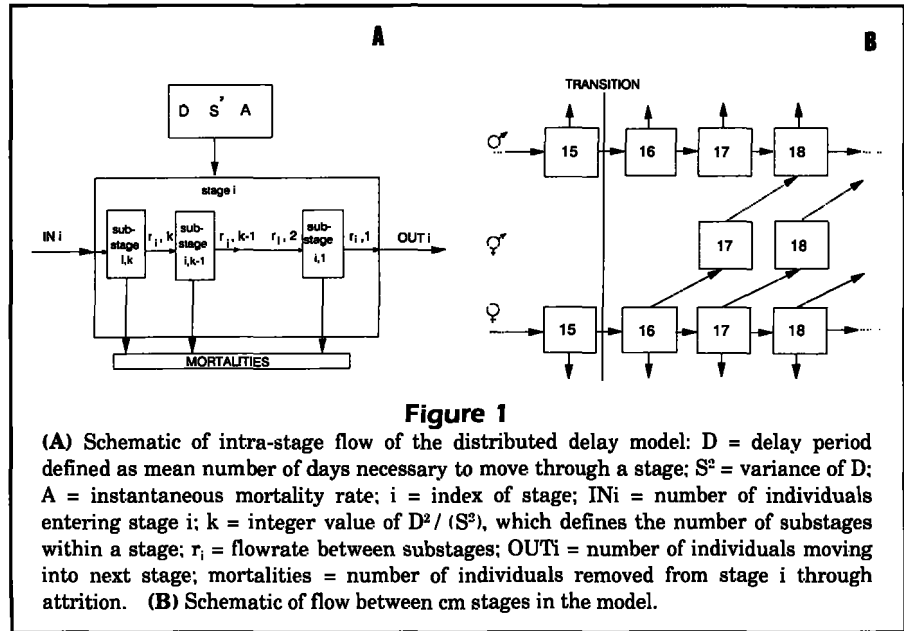 A
D S² A
stage i
IN i
sub-stage i,k
r i, k
sub-stage i,k-1
r i, k-1
r i, 2
sub-stage i,1
r i, 1
OUT i
MORTALITIES
B
TRANSITION
♂ 15 16 17 18
⚥ 17 18
♀ 15 16 17 18
Figure 1
(A) Schematic of intra-stage flow of the distributed delay model: D = delay period
defined as mean number of days necessary to move through a stage; S² = variance of D;
A = instantaneous mortality rate; i = index of stage; INi = number of individuals
entering stage i; k = integer value of D² / (S²), which defines the number of substages
within a stage; rᵢ = flowrate between substages; OUTi = number of individuals moving
into next stage; mortalities = number of individuals removed from stage i through
attrition. (B) Schematic of flow between cm stages in the model.